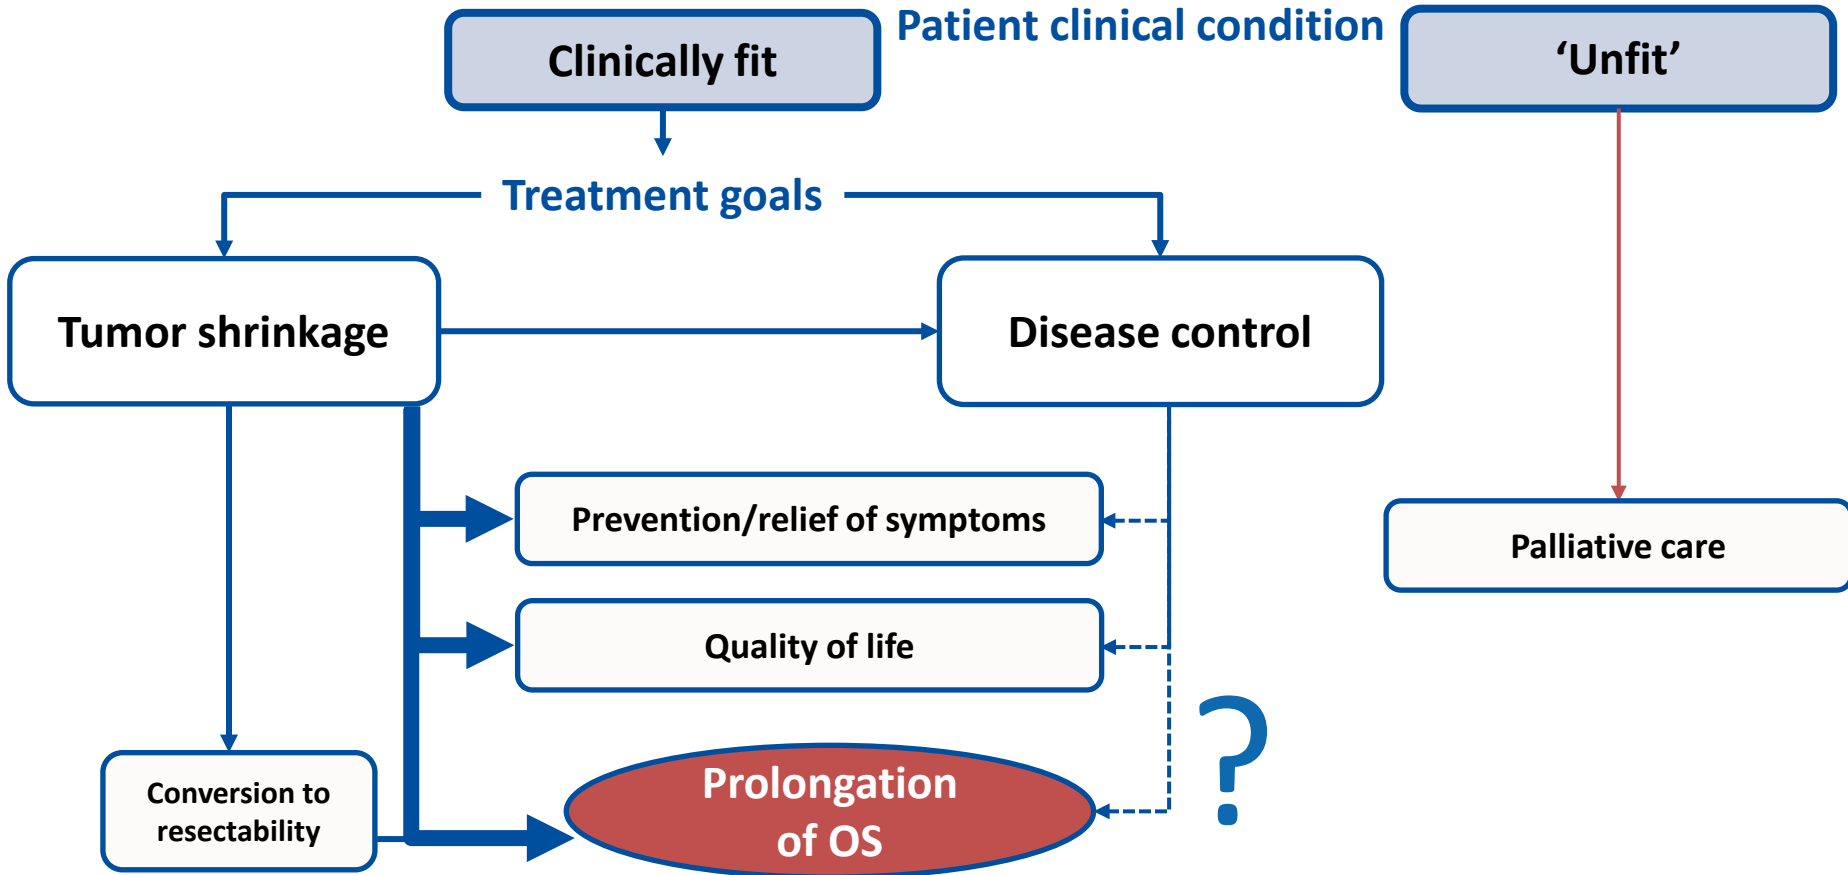 Patient clinical condition
Clinically fit
‘Unfit’
Treatment goals
Tumor shrinkage
Disease control
Prevention/relief of symptoms
Palliative care
Quality of life
?
Conversion to
resectability
Prolongation
of OS